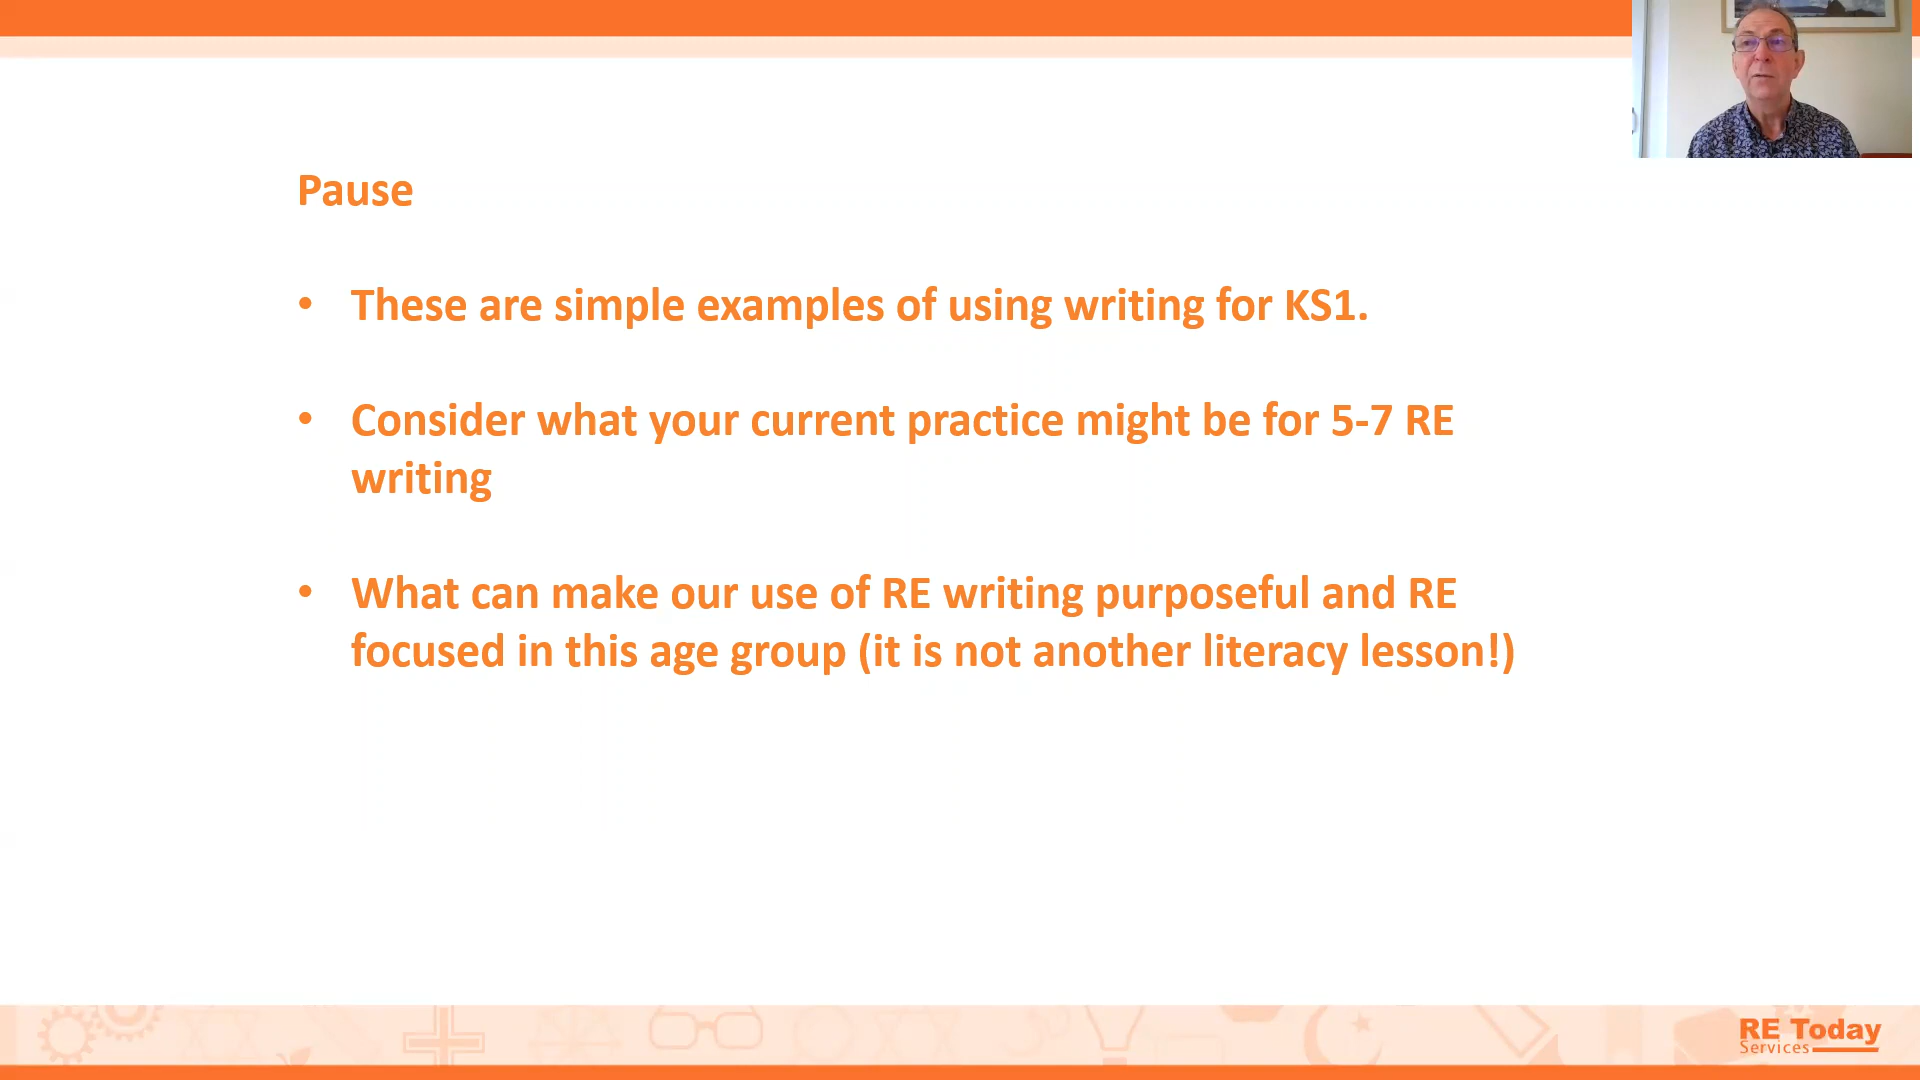 Pause
• These are simple examples of using writing for KS1.
• Consider what your current practice might be for 5-7 RE
writing
• What can make our use of RE writing purposeful and RE
focused in this age group (it is not another literacy lesson!)
RE Today
Services